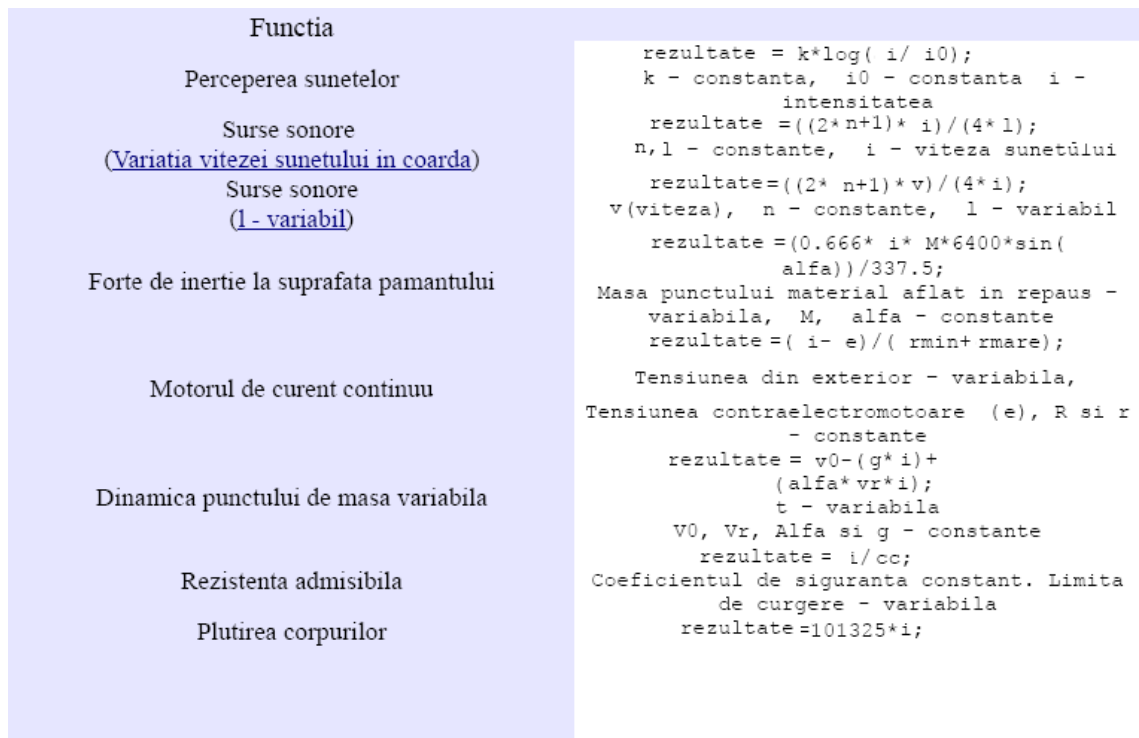 Functia
Perceperea sunetelor
rezultate = k*log( i/ i0);
k - constanta, i0 - constanta i -
intensitatea
Surse sonore
(Variatia vitezei sunetului in coarda)
rezultate =((2* n+1)* i)/(4* l);
n,l - constante, i - viteza sunetului
Surse sonore
(l - variabil)
rezultate=((2* n+1)* v)/(4* i);
v(viteza), n - constante, l - variabil
Forte de inertie la suprafata pamantului
rezultate =(0.666* i* M*6400*sin(
alfa))/337.5;
Masa punctului material aflat in repaus -
variabila, M, alfa - constante
Motorul de curent continuu
rezultate =( i- e)/( rmin+ rmare);
Tensiunea din exterior - variabila,
Tensiunea contraelectromotoare (e), R si r
- constante
Dinamica punctului de masa variabila
rezultate = v0-(g* i)+
(alfa* vr*i);
t - variabila
V0, Vr, Alfa si g - constante
Rezistenta admisibila
rezultate = i/cc;
Coeficientul de siguranta constant. Limita
de curgere - variabila
Plutirea corpurilor
rezultate =101325*i;